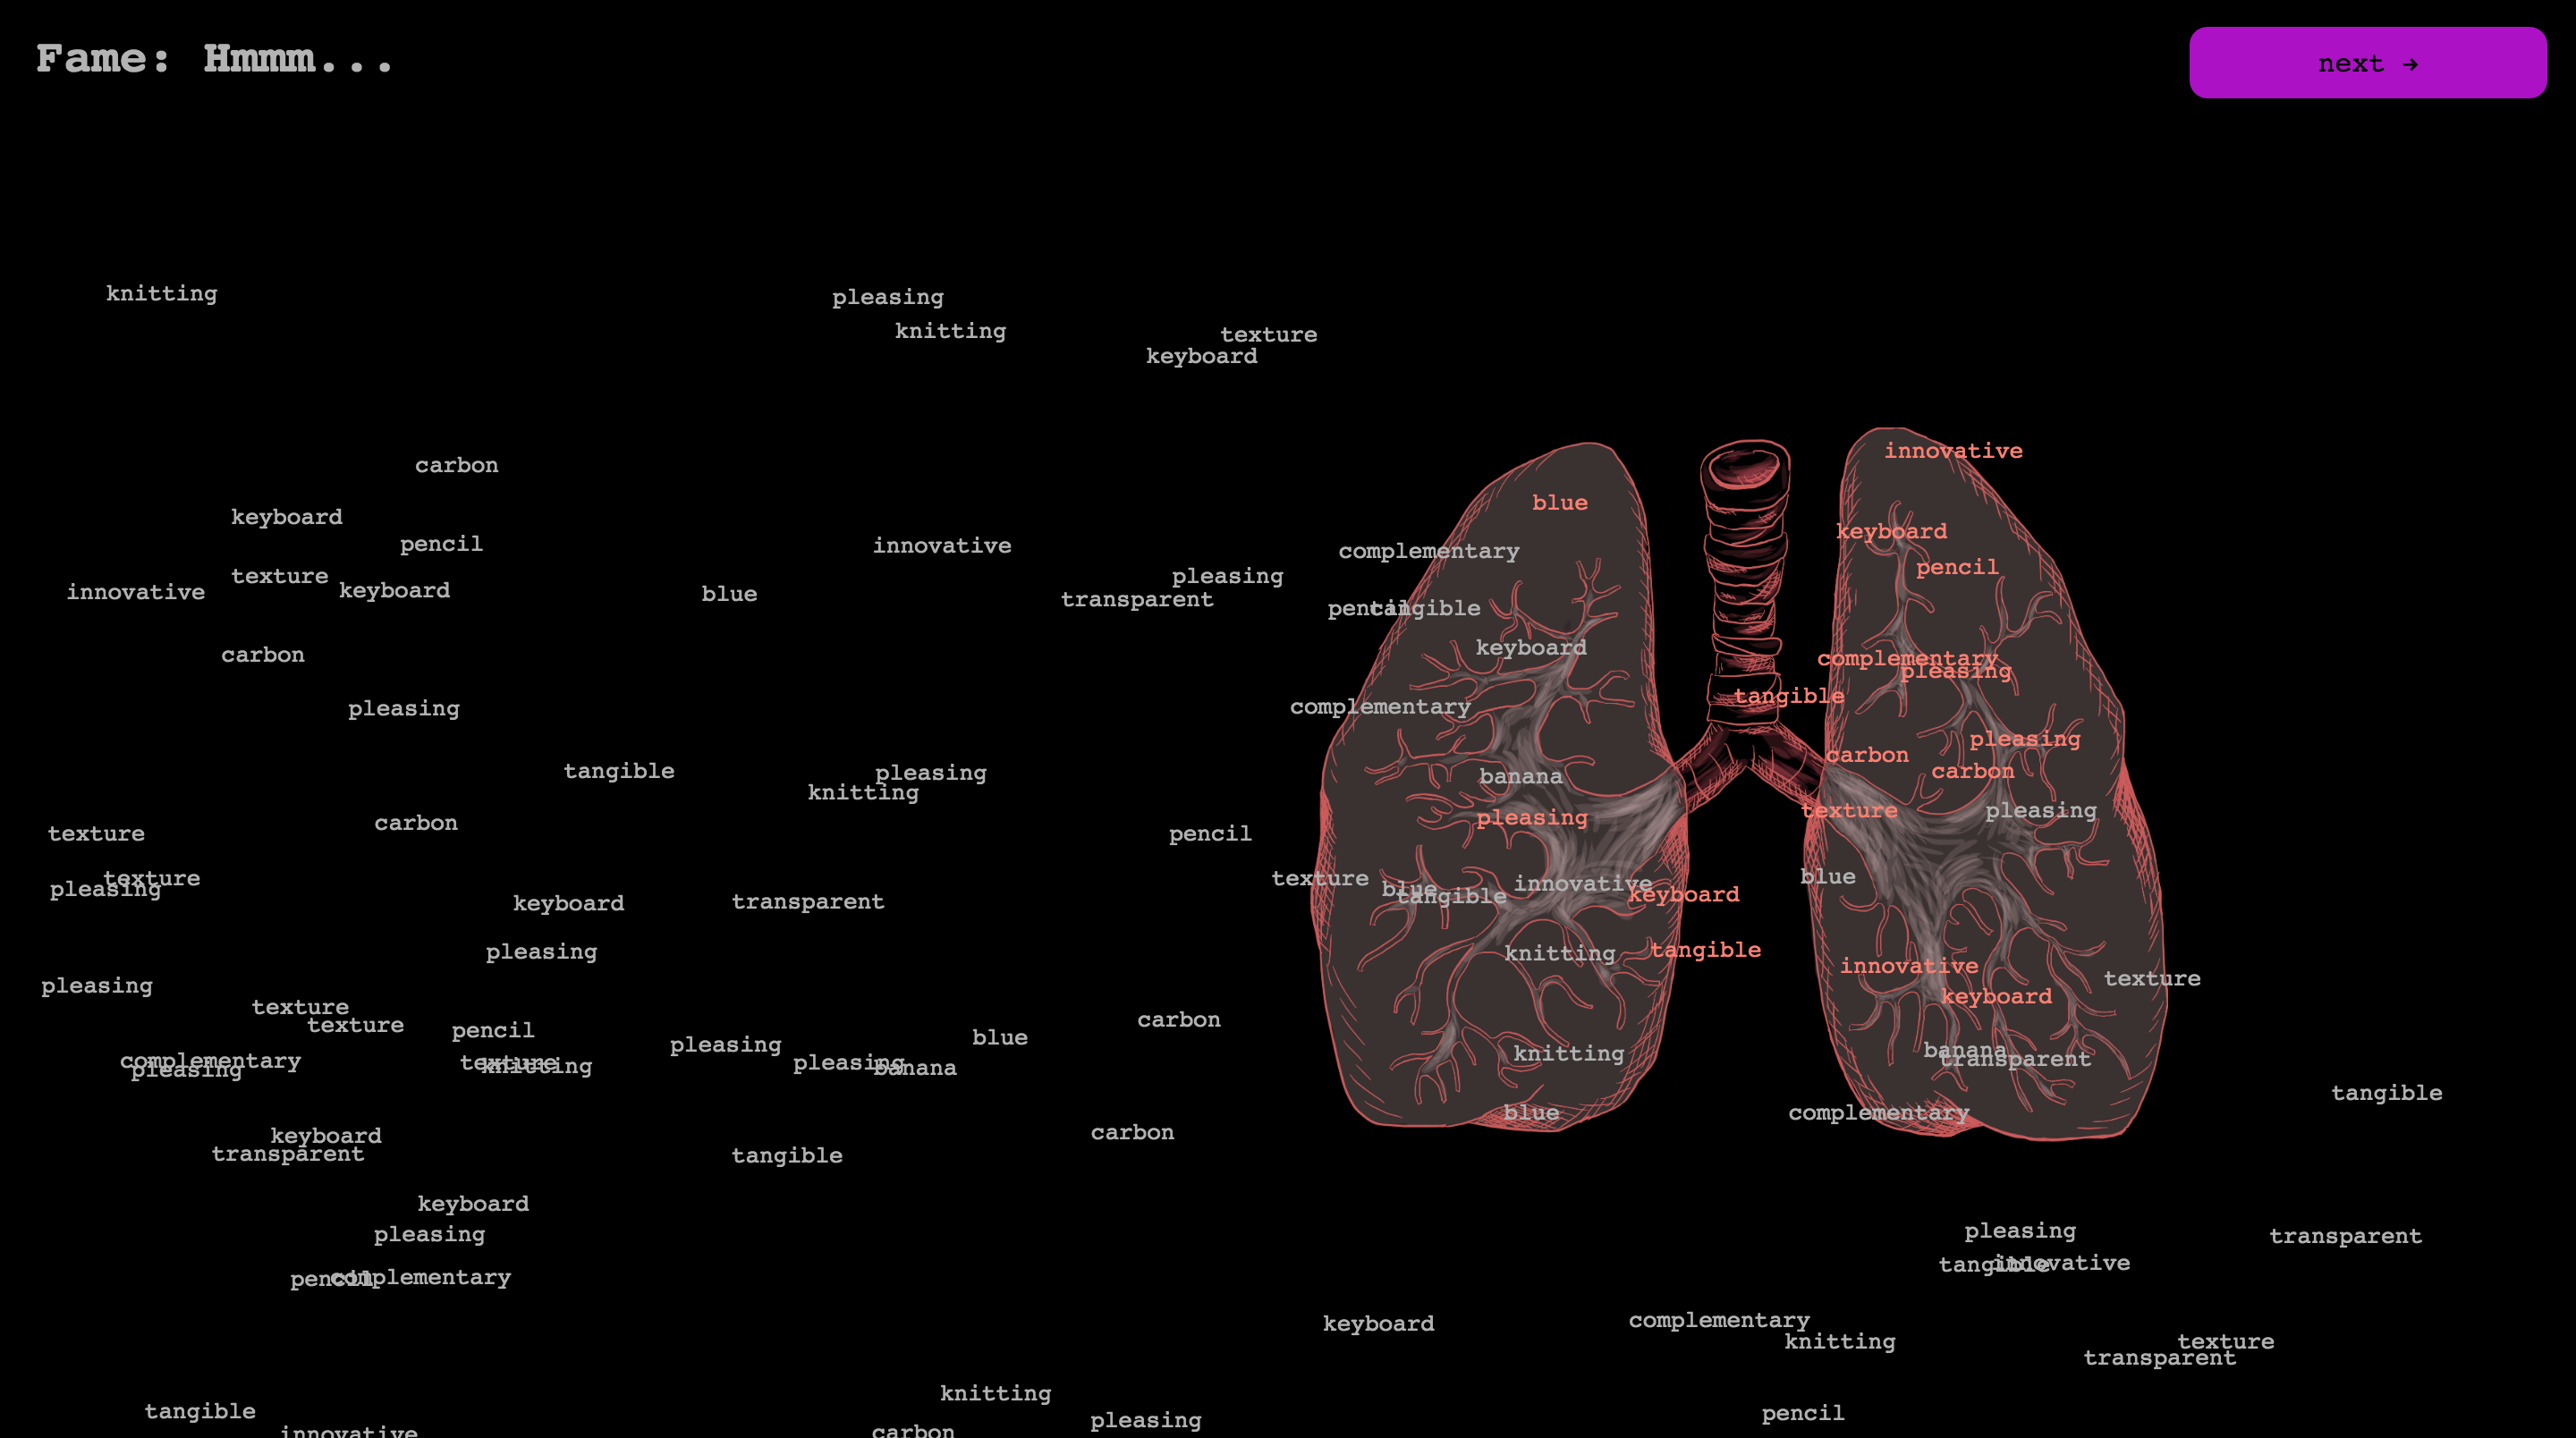 Fame: Hmmm...
next →
knitting
pleasing
knitting
texture
keyboard
innovative
carbon
blue
keyboard
keyboard
pencil
innovative
complementary
pencil
texture
pleasing
keyboard
innovative
blue
transparent
pencil
tangible
keyboard
carbon
complementary
pleasing
tangible
pleasing
complementary
pleasing
carbon
tangible
pleasing
carbon
banana
knitting
texture
pleasing
pleasing
carbon
texture
pencil
blue
texture
texture
pleasing
blue
innovative
tangible
keyboard
keyboard
transparent
tangible
pleasing
knitting
innovative
texture
pleasing
keyboard
texture
carbon
texture
pencil
blue
pleasing
banana
knitting
transparent
complementary
pleasing
texture
knitting
pleasing
banana
tangible
blue
complementary
carbon
keyboard
transparent
tangible
keyboard
pleasing
pleasing
transparent
tangible
innovative
pencil
complementary
keyboard
complementary
knitting
texture
transparent
knitting
tangible
pencil
pleasing
innovative
carbon